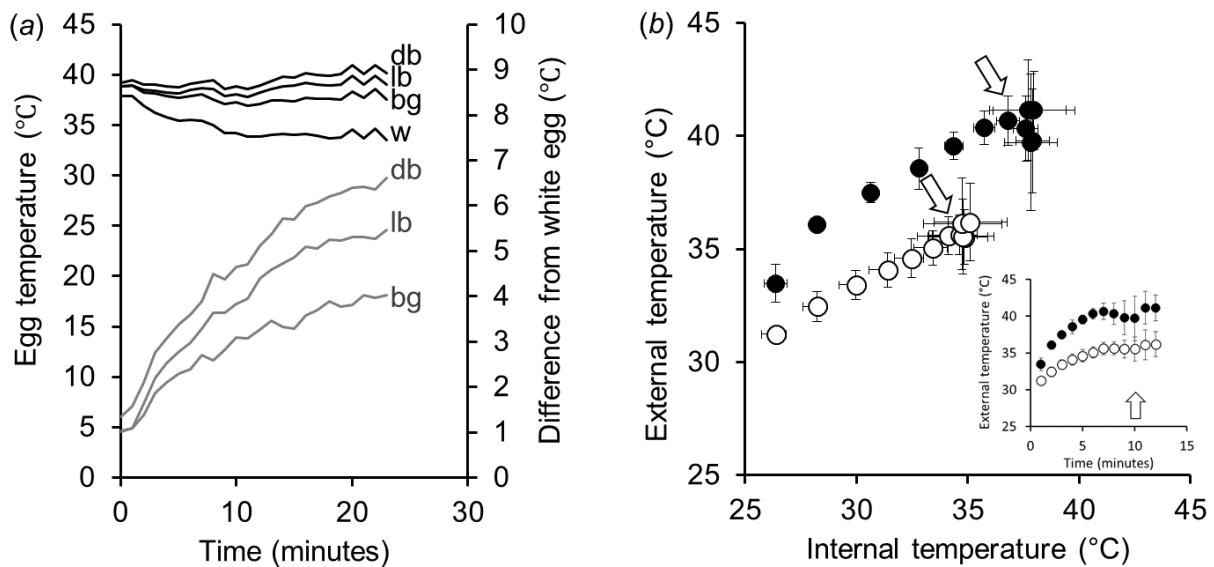 (a)
Egg temperature (°C)
45
40
35
30
25
20
15
10
5
0
db
lb
bg
w
db
lb
bg
10
9
8
7
6
5
4
3
2
1
0
Difference from white egg (°C)
0 10 20 30
Time (minutes)
(b)
External temperature (°C)
45
40
35
30
25
25 30 35 40 45
Internal temperature (°C)
External temperature (°C)
45
40
35
30
25
0 5 10 15
Time (minutes)